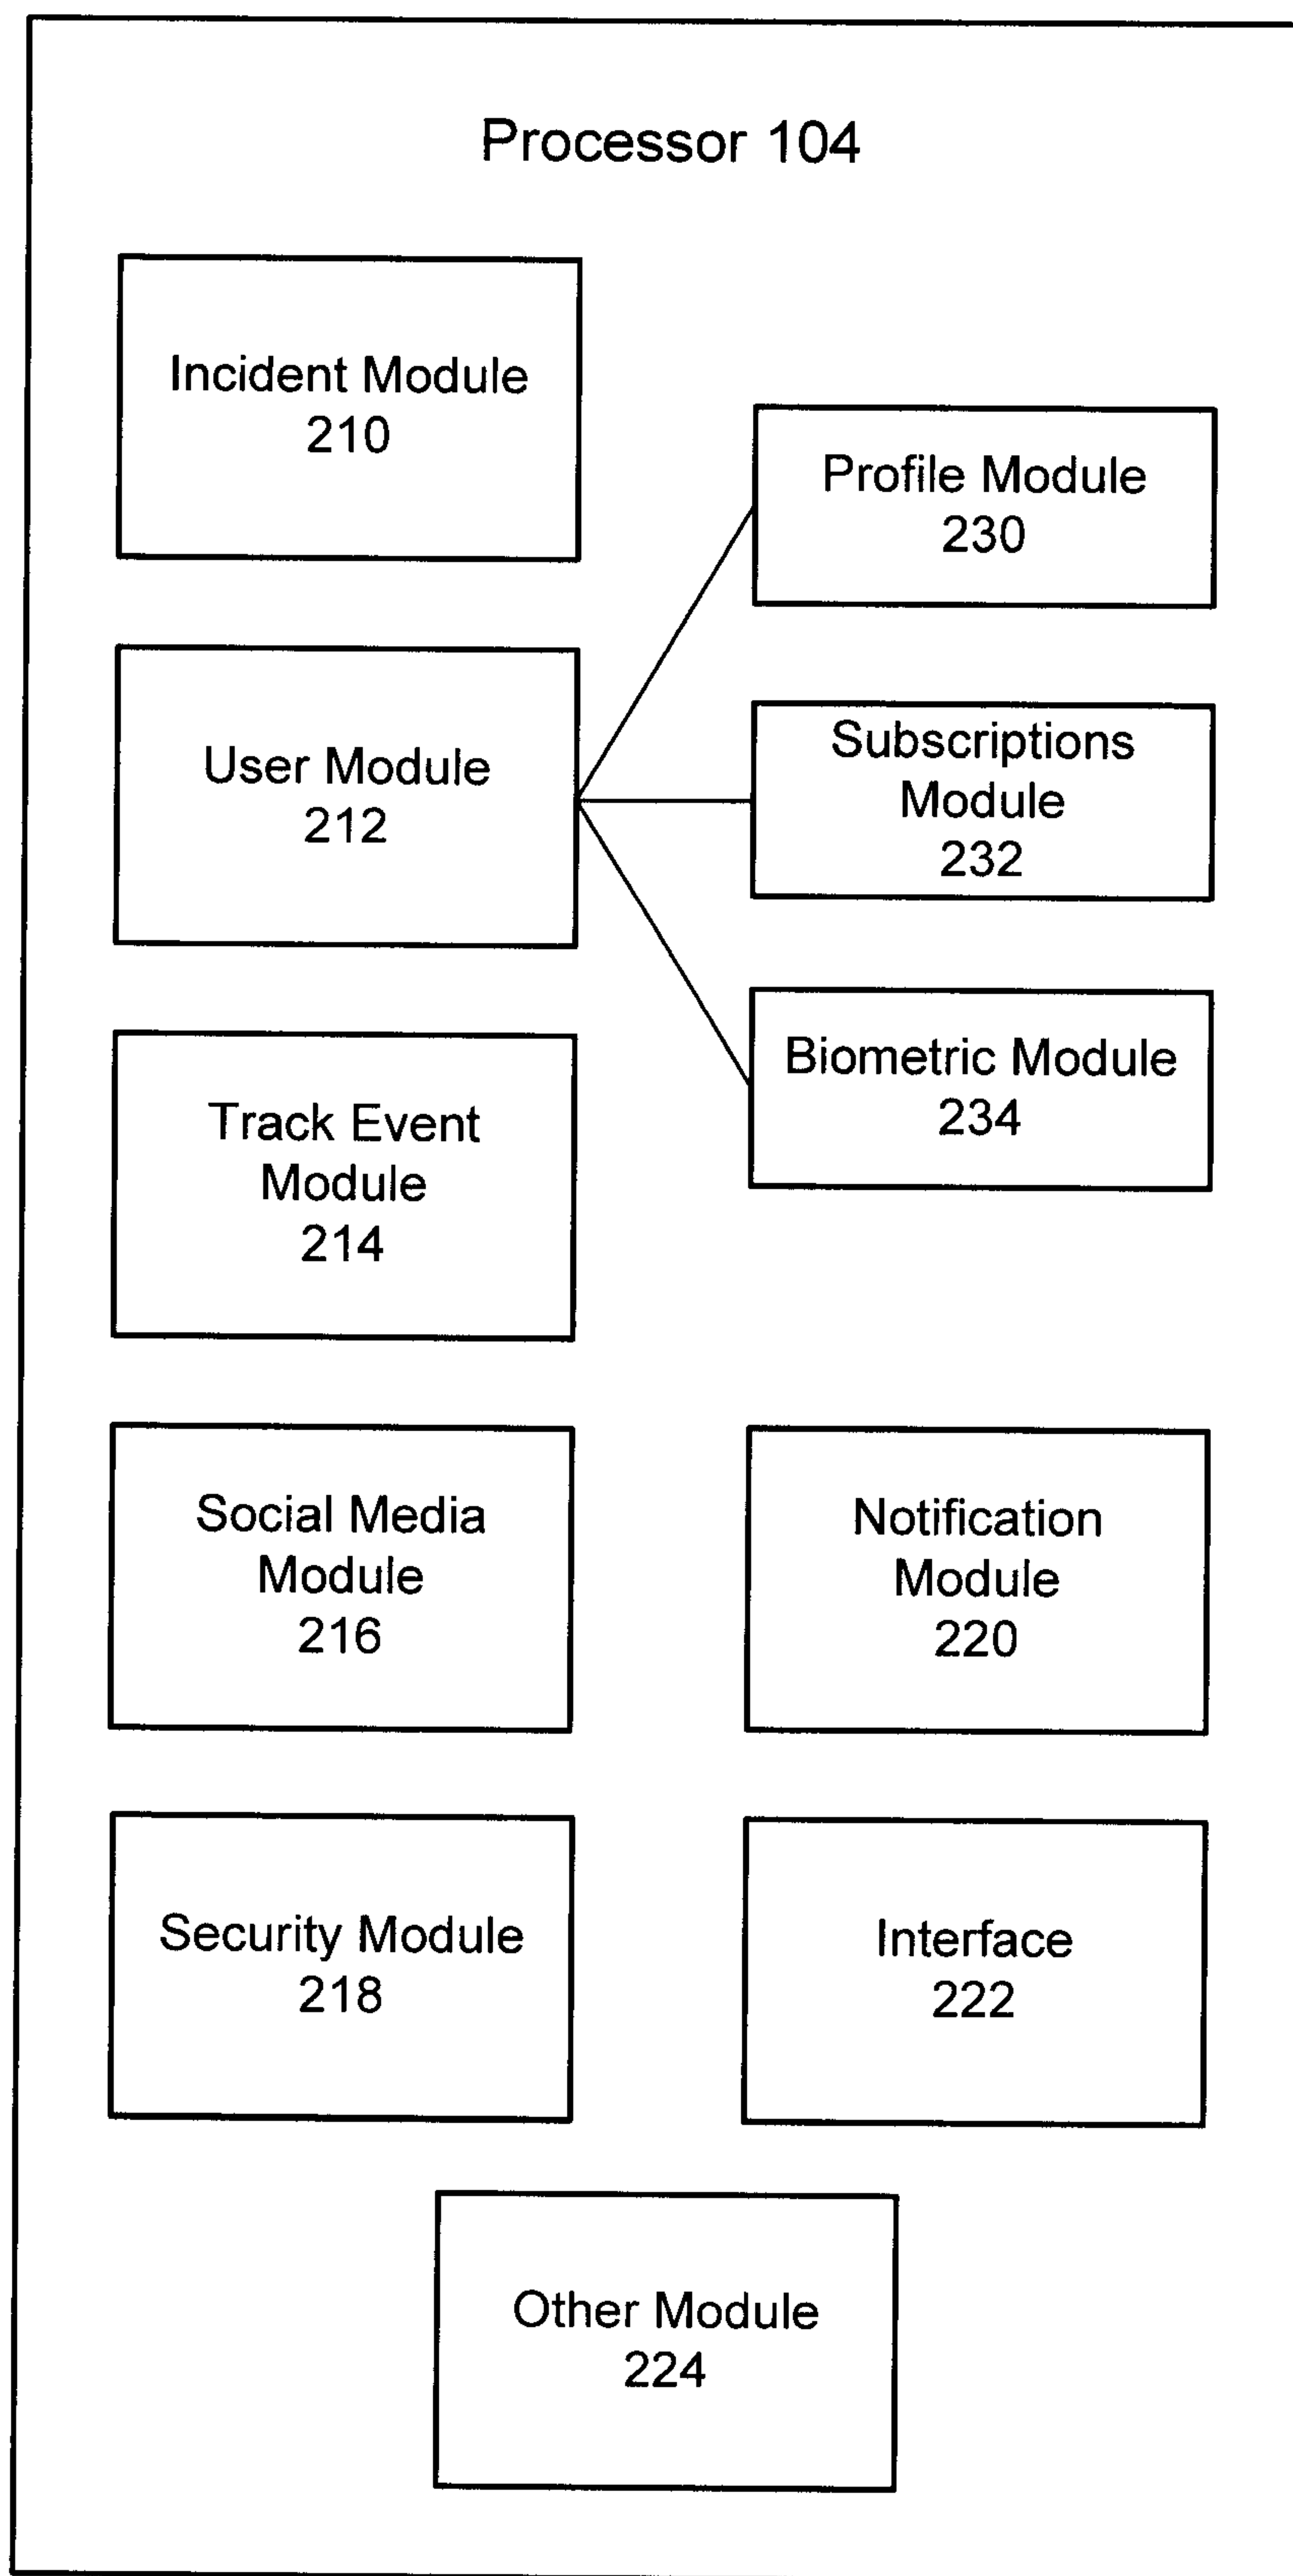 Processor 104
Incident Module
210
Profile Module
230
User Module
212
Subscriptions
Module
232
Biometric Module
234
Track Event
Module
214
Social Media
Module
216
Notification
Module
220
Security Module
218
Interface
222
Other Module
224